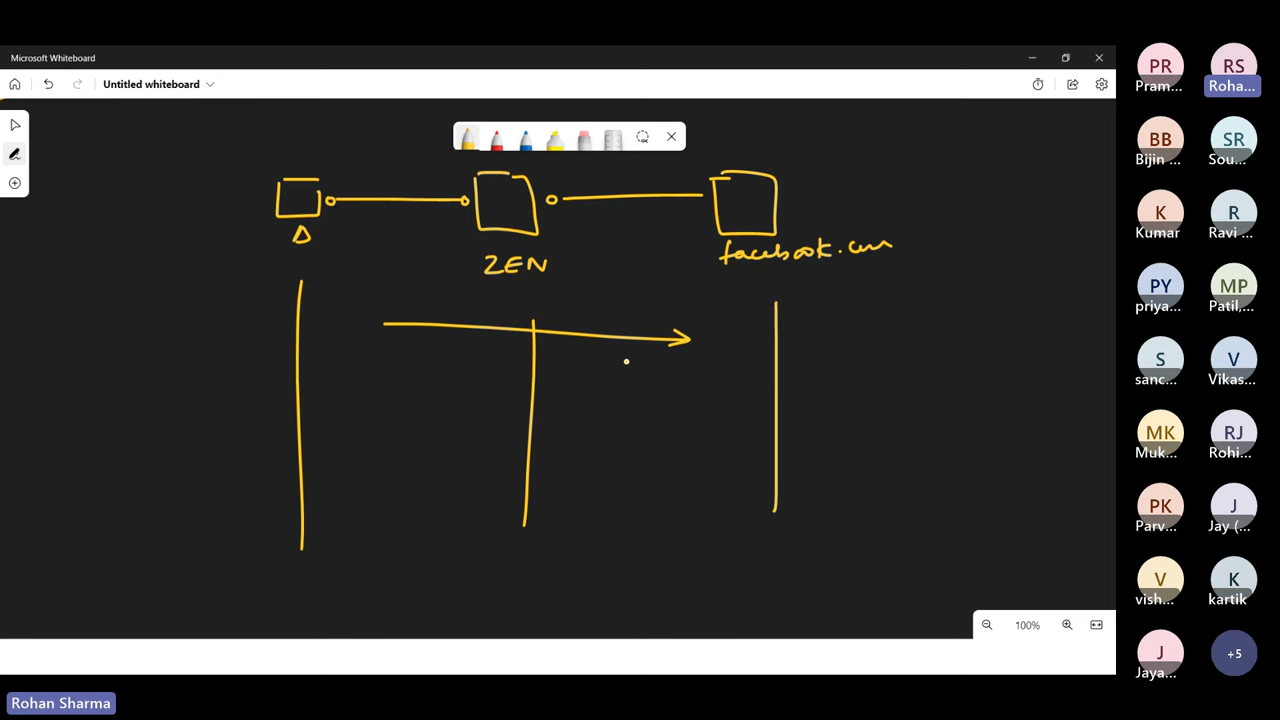 Microsoft Whiteboard
Untitled whiteboard
ZEN
facebook.com
100%
PR
Pram...
RS
Roha...
BB
Bijin ...
SR
Sou...
K
Kumar
R
Ravi ...
PY
priya...
MP
Patil,...
S
sanc...
V
Vikas...
MK
Muk...
RJ
Rohi...
PK
Parv...
J
Jay (...
V
vish...
K
kartik
J
Jaya...
+5
Rohan Sharma